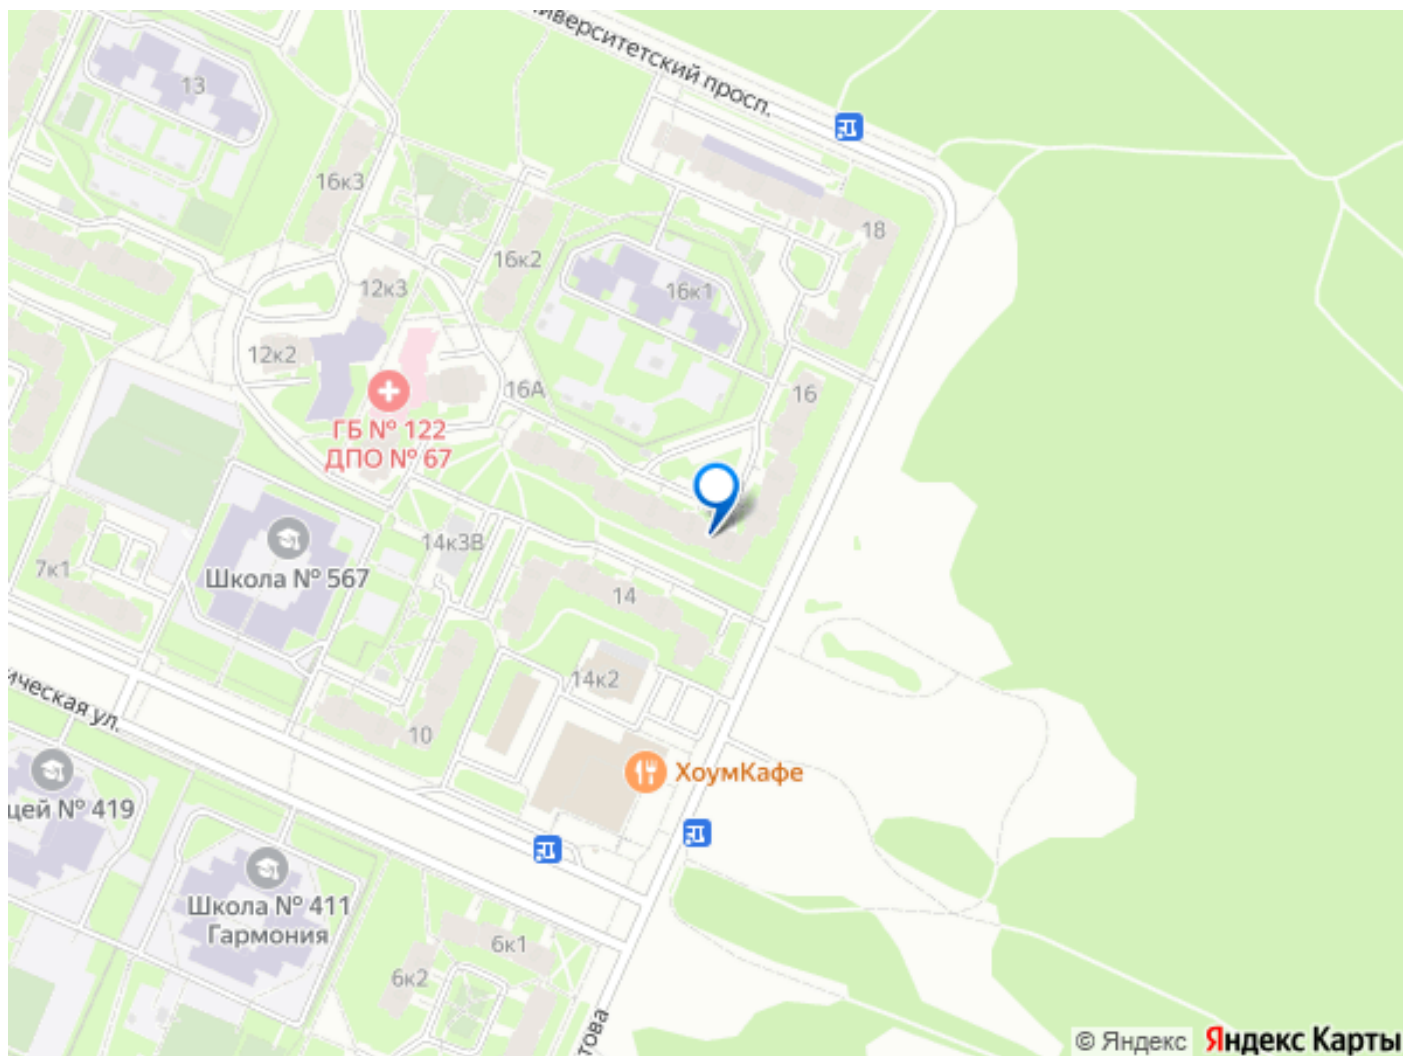 иверситетский просп.
13
16к3
18
16к2
12к3
16к1
12к2
16А
16
ГБ № 122
ДПО № 67
14к3В
Школа № 567
7к1
14
14к2
ическая ул.
10
ХоумКафе
цей № 419
Школа № 411
Гармония
6к1
6к2
това
© Яндекс Яндекс Карты